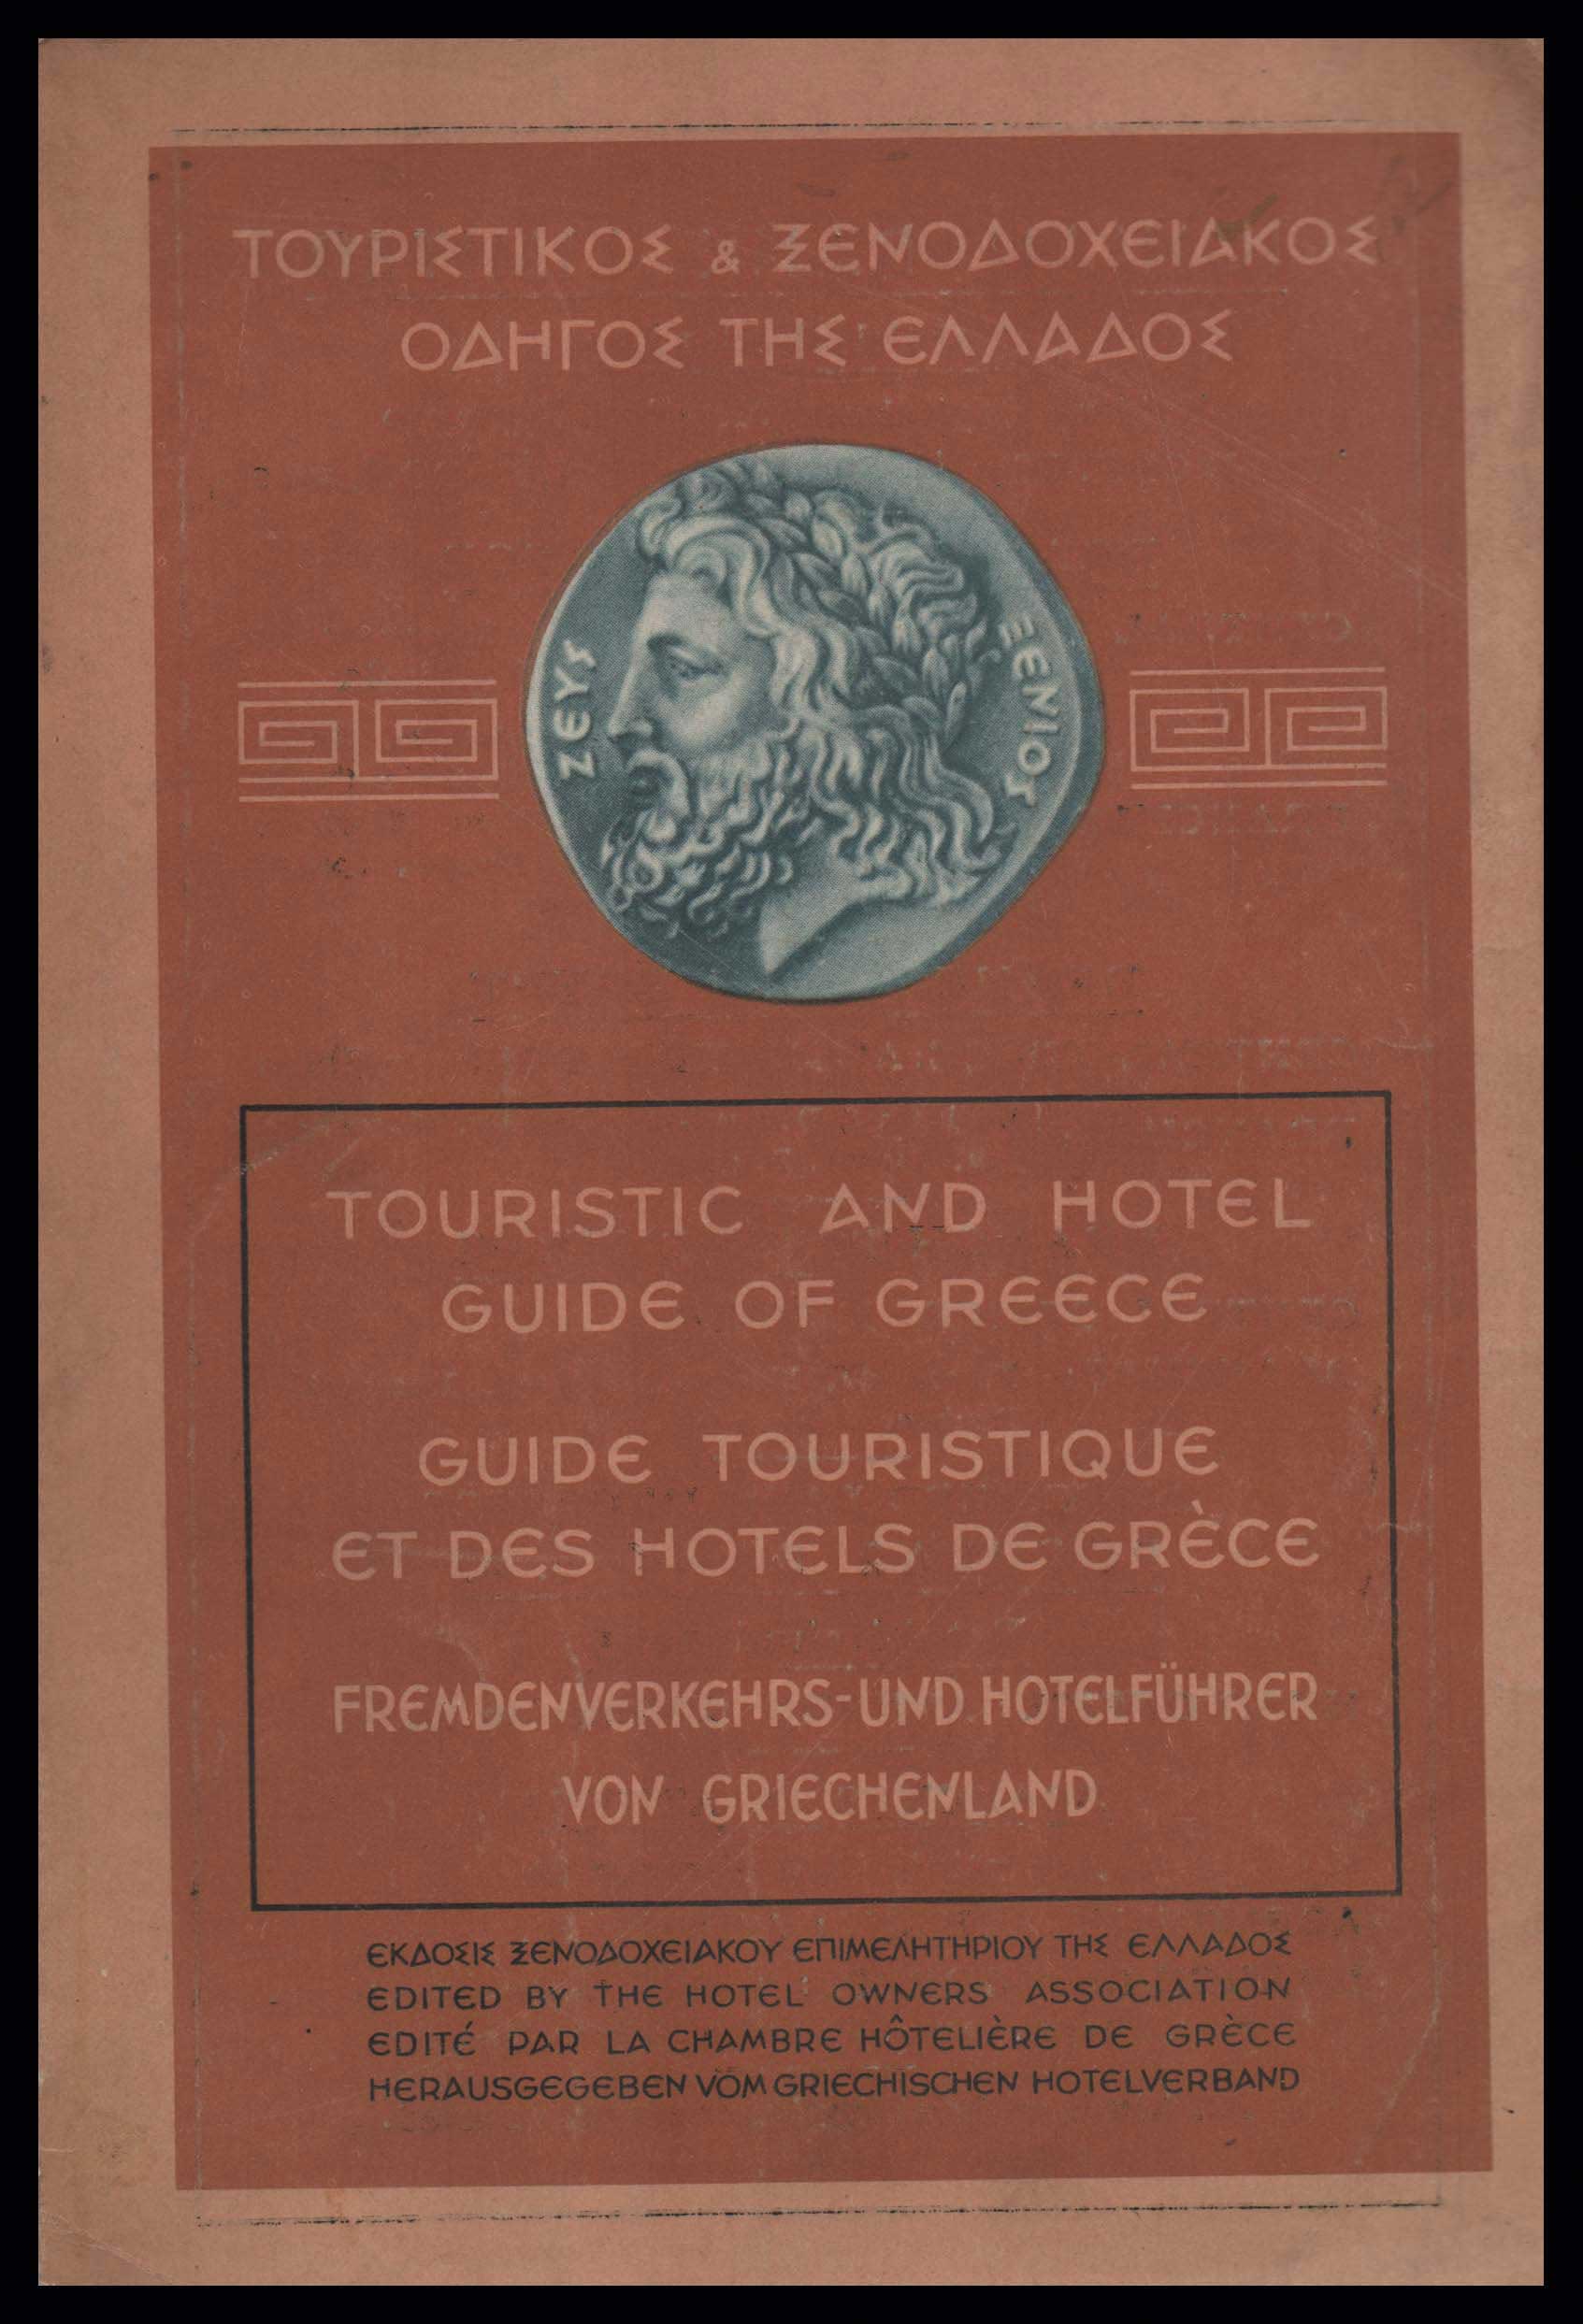 ΤΟΥΡΙΣΤΙΚΟΣ & ΞΕΝΟΔΟΧΕΙΑΚΟΣ
ΟΔΗΓΟΣ ΤΗΣ ΕΛΛΑΔΟΣ
ΖΕΥΣ
ΞΕΝΙΟΣ
TOURISTIC AND HOTEL
GUIDE OF GREECE
GUIDE TOURISTIQUE
ET DES HOTELS DE GRÈCE
FREMDENVERKEHRS-UND HOTELFÜHRER
VON GRIECHENLAND
ΕΚΔΟΣΙΣ ΞΕΝΟΔΟΧΕΙΑΚΟΥ ΕΠΙΜΕΛΗΤΗΡΙΟΥ ΤΗΣ ΕΛΛΑΔΟΣ
EDITED BY THE HOTEL OWNERS ASSOCIATION
EDITÉ PAR LA CHAMBRE HÔTELIÈRE DE GRÈCE
HERAUSGEGEBEN VOM GRIECHISCHEN HOTELVERBAND